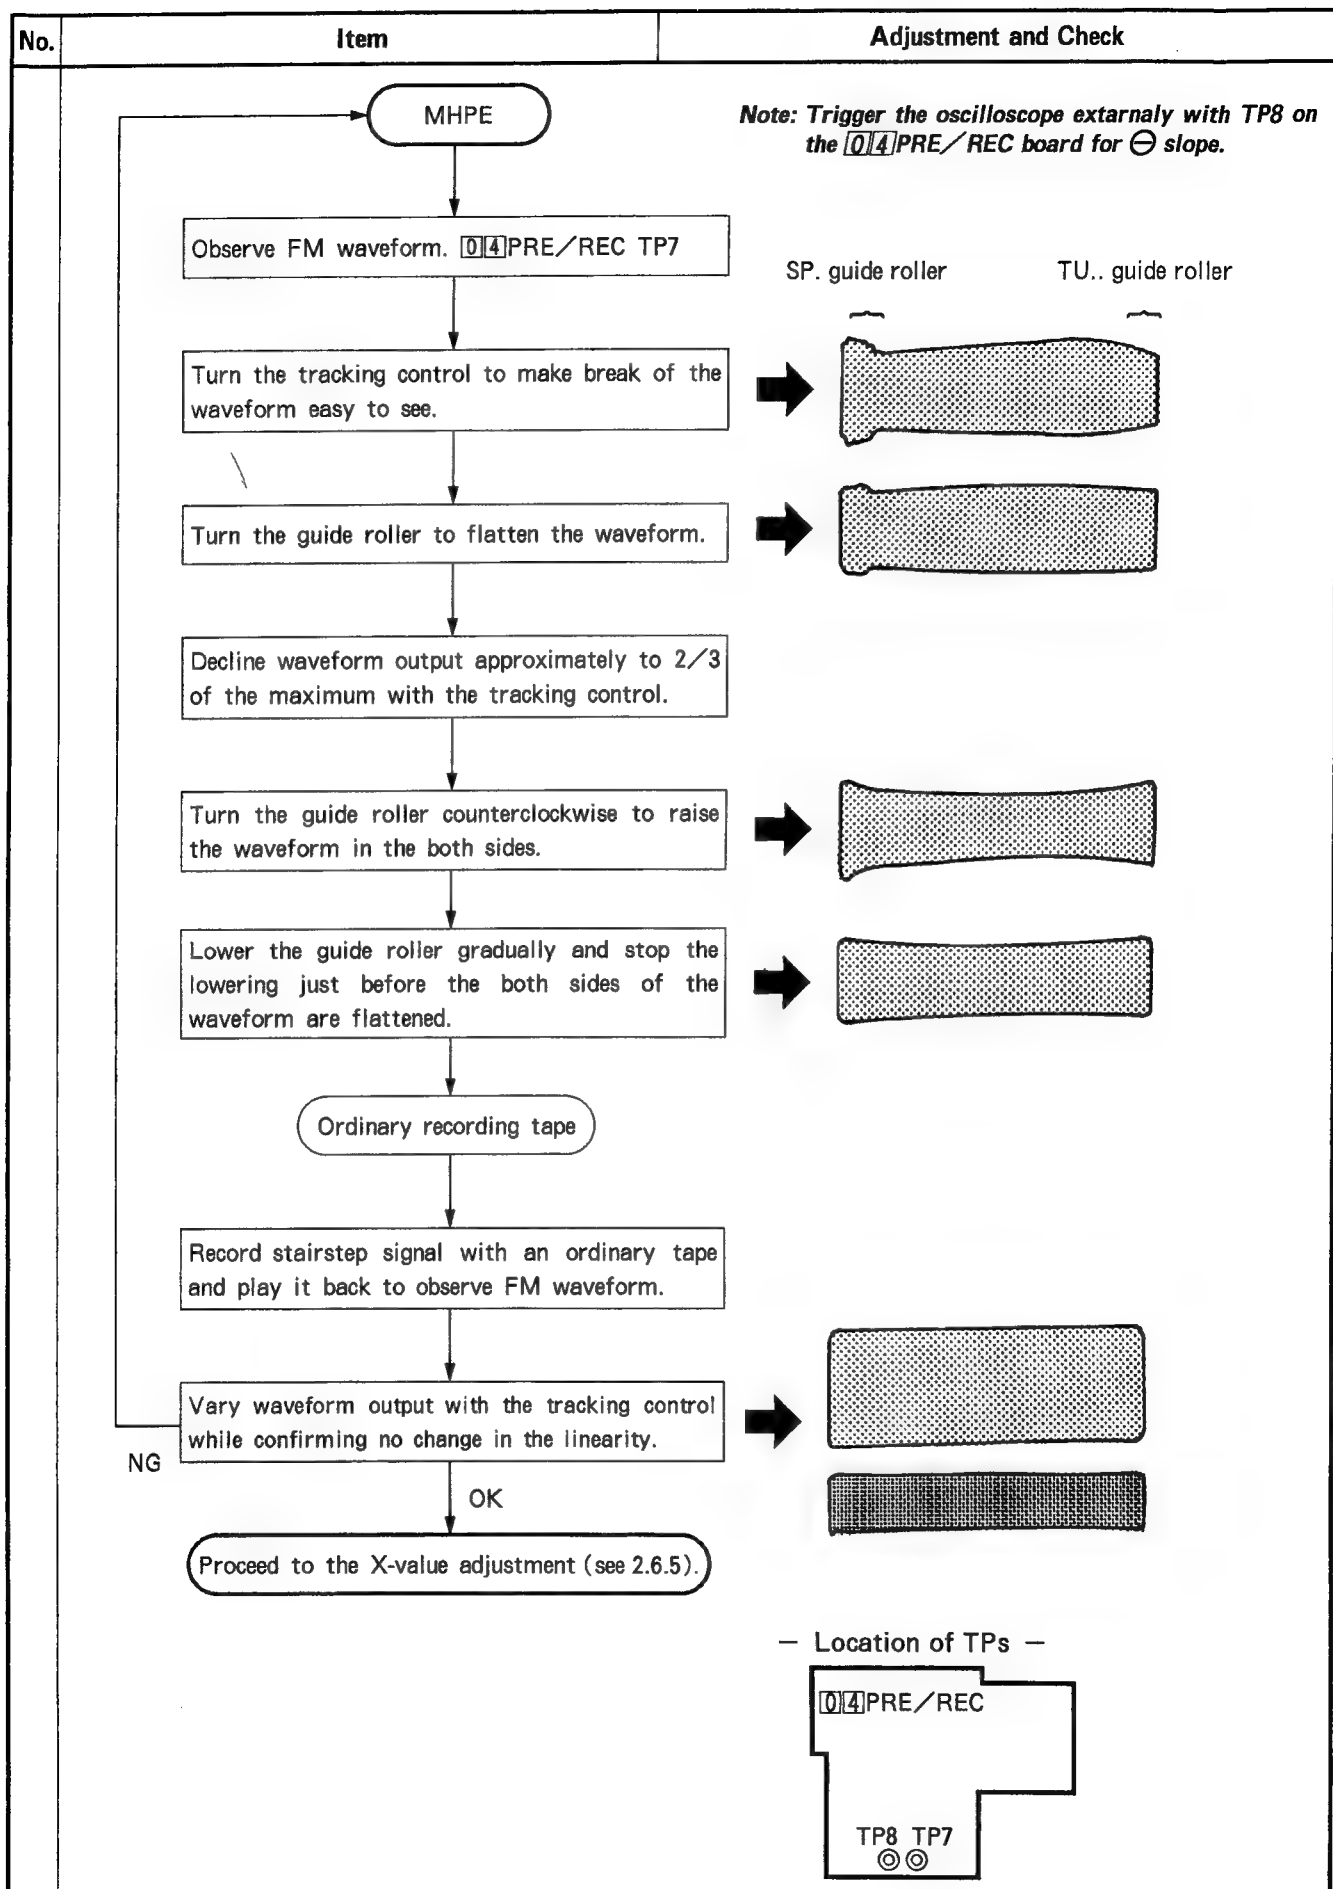 No. Item Adjustment and Check
MHPE
Note: Trigger the oscilloscope extarnaly with TP8 on
the 04PRE/REC board for ⊖ slope.
Observe FM waveform. 04PRE/REC TP7
SP. guide roller TU.. guide roller
Turn the tracking control to make break of the
waveform easy to see.
Turn the guide roller to flatten the waveform.
Decline waveform output approximately to 2/3
of the maximum with the tracking control.
Turn the guide roller counterclockwise to raise
the waveform in the both sides.
Lower the guide roller gradually and stop the
lowering just before the both sides of the
waveform are flattened.
Ordinary recording tape
Record stairstep signal with an ordinary tape
and play it back to observe FM waveform.
Vary waveform output with the tracking control
while confirming no change in the linearity.
NG
OK
Proceed to the X-value adjustment (see 2.6.5).
— Location of TPs —
04PRE/REC
TP8 TP7